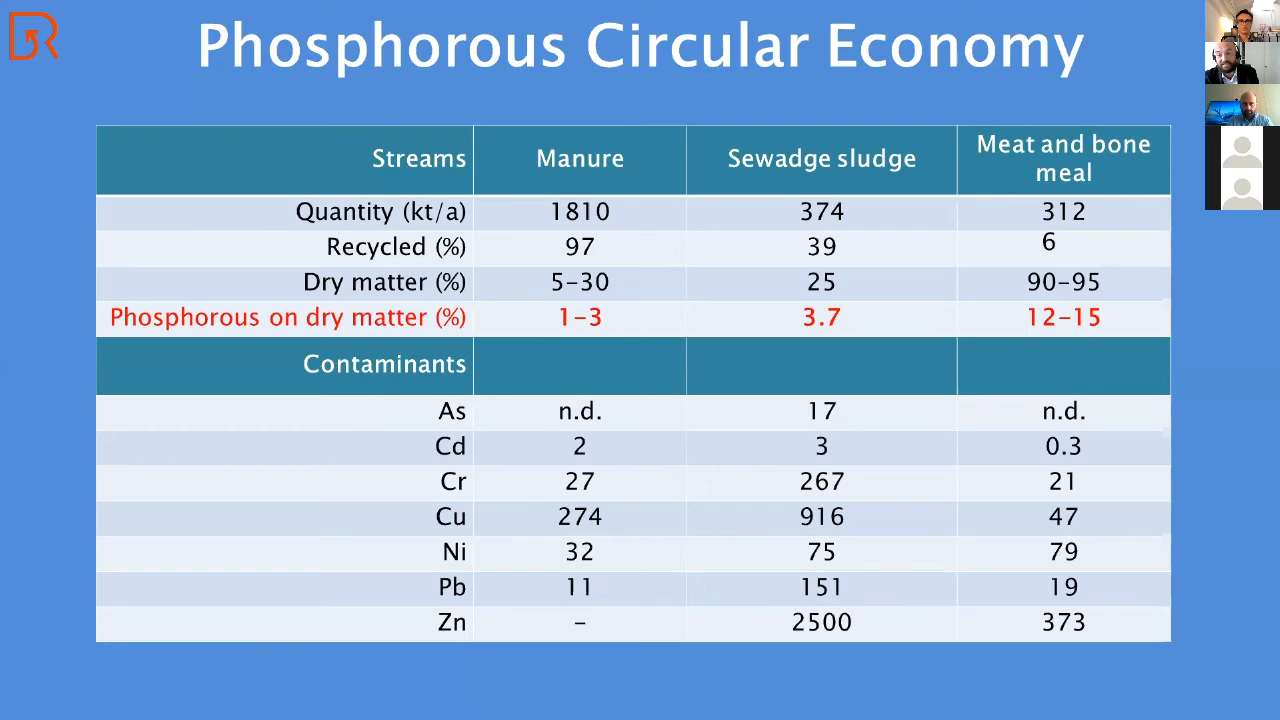 Phosphorous Circular Economy
Streams Manure Sewadge sludge Meat and bone meal
Quantity (kt/a) 1810 374 312
Recycled (%) 97 39 6
Dry matter (%) 5-30 25 90-95
Phosphorous on dry matter (%) 1-3 3.7 12-15
Contaminants
As n.d. 17 n.d.
Cd 2 3 0.3
Cr 27 267 21
Cu 274 916 47
Ni 32 75 79
Pb 11 151 19
Zn - 2500 373